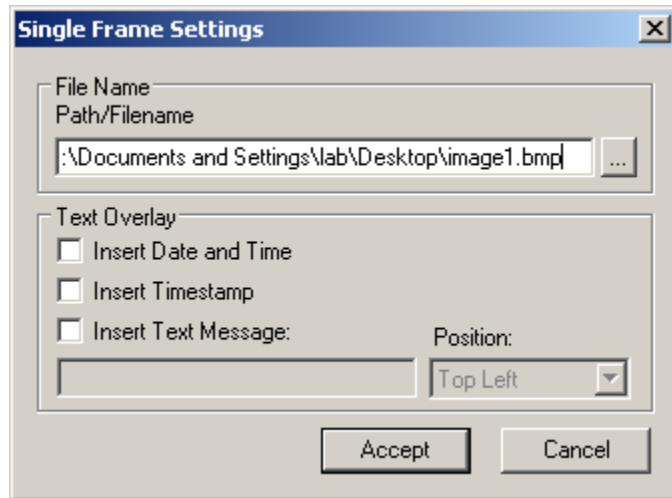 Single Frame Settings
File Name
Path/Filename
:\Documents and Settings\lab\Desktop\image1.bmp
...
Text Overlay
Insert Date and Time
Insert Timestamp
Insert Text Message:
Position:
Top Left
Accept
Cancel